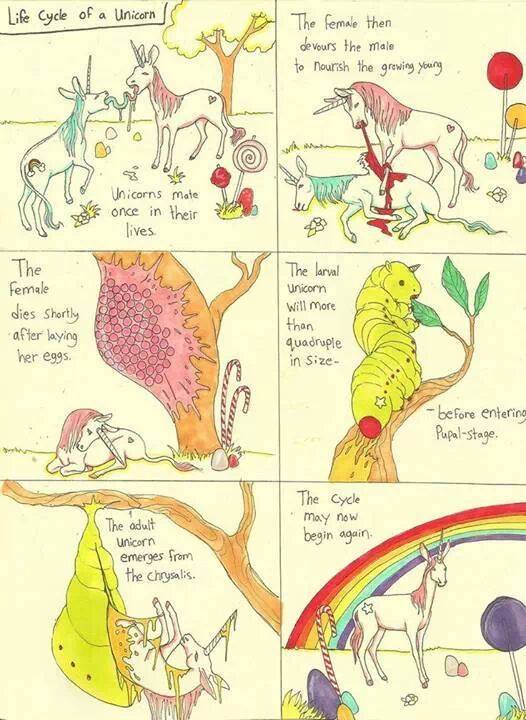 Life Cycle of a Unicorn
Unicorns mate
once in their
lives.
The female then
devours the male
to nourish the growing young
The
Female
dies shortly
after laying
her eggs.
The larval
unicorn
will more
than
quadruple
in size-
-before entering
Pupal-stage.
The adult
unicorn
emerges from
the chrysalis.
The Cycle
may now
begin again.